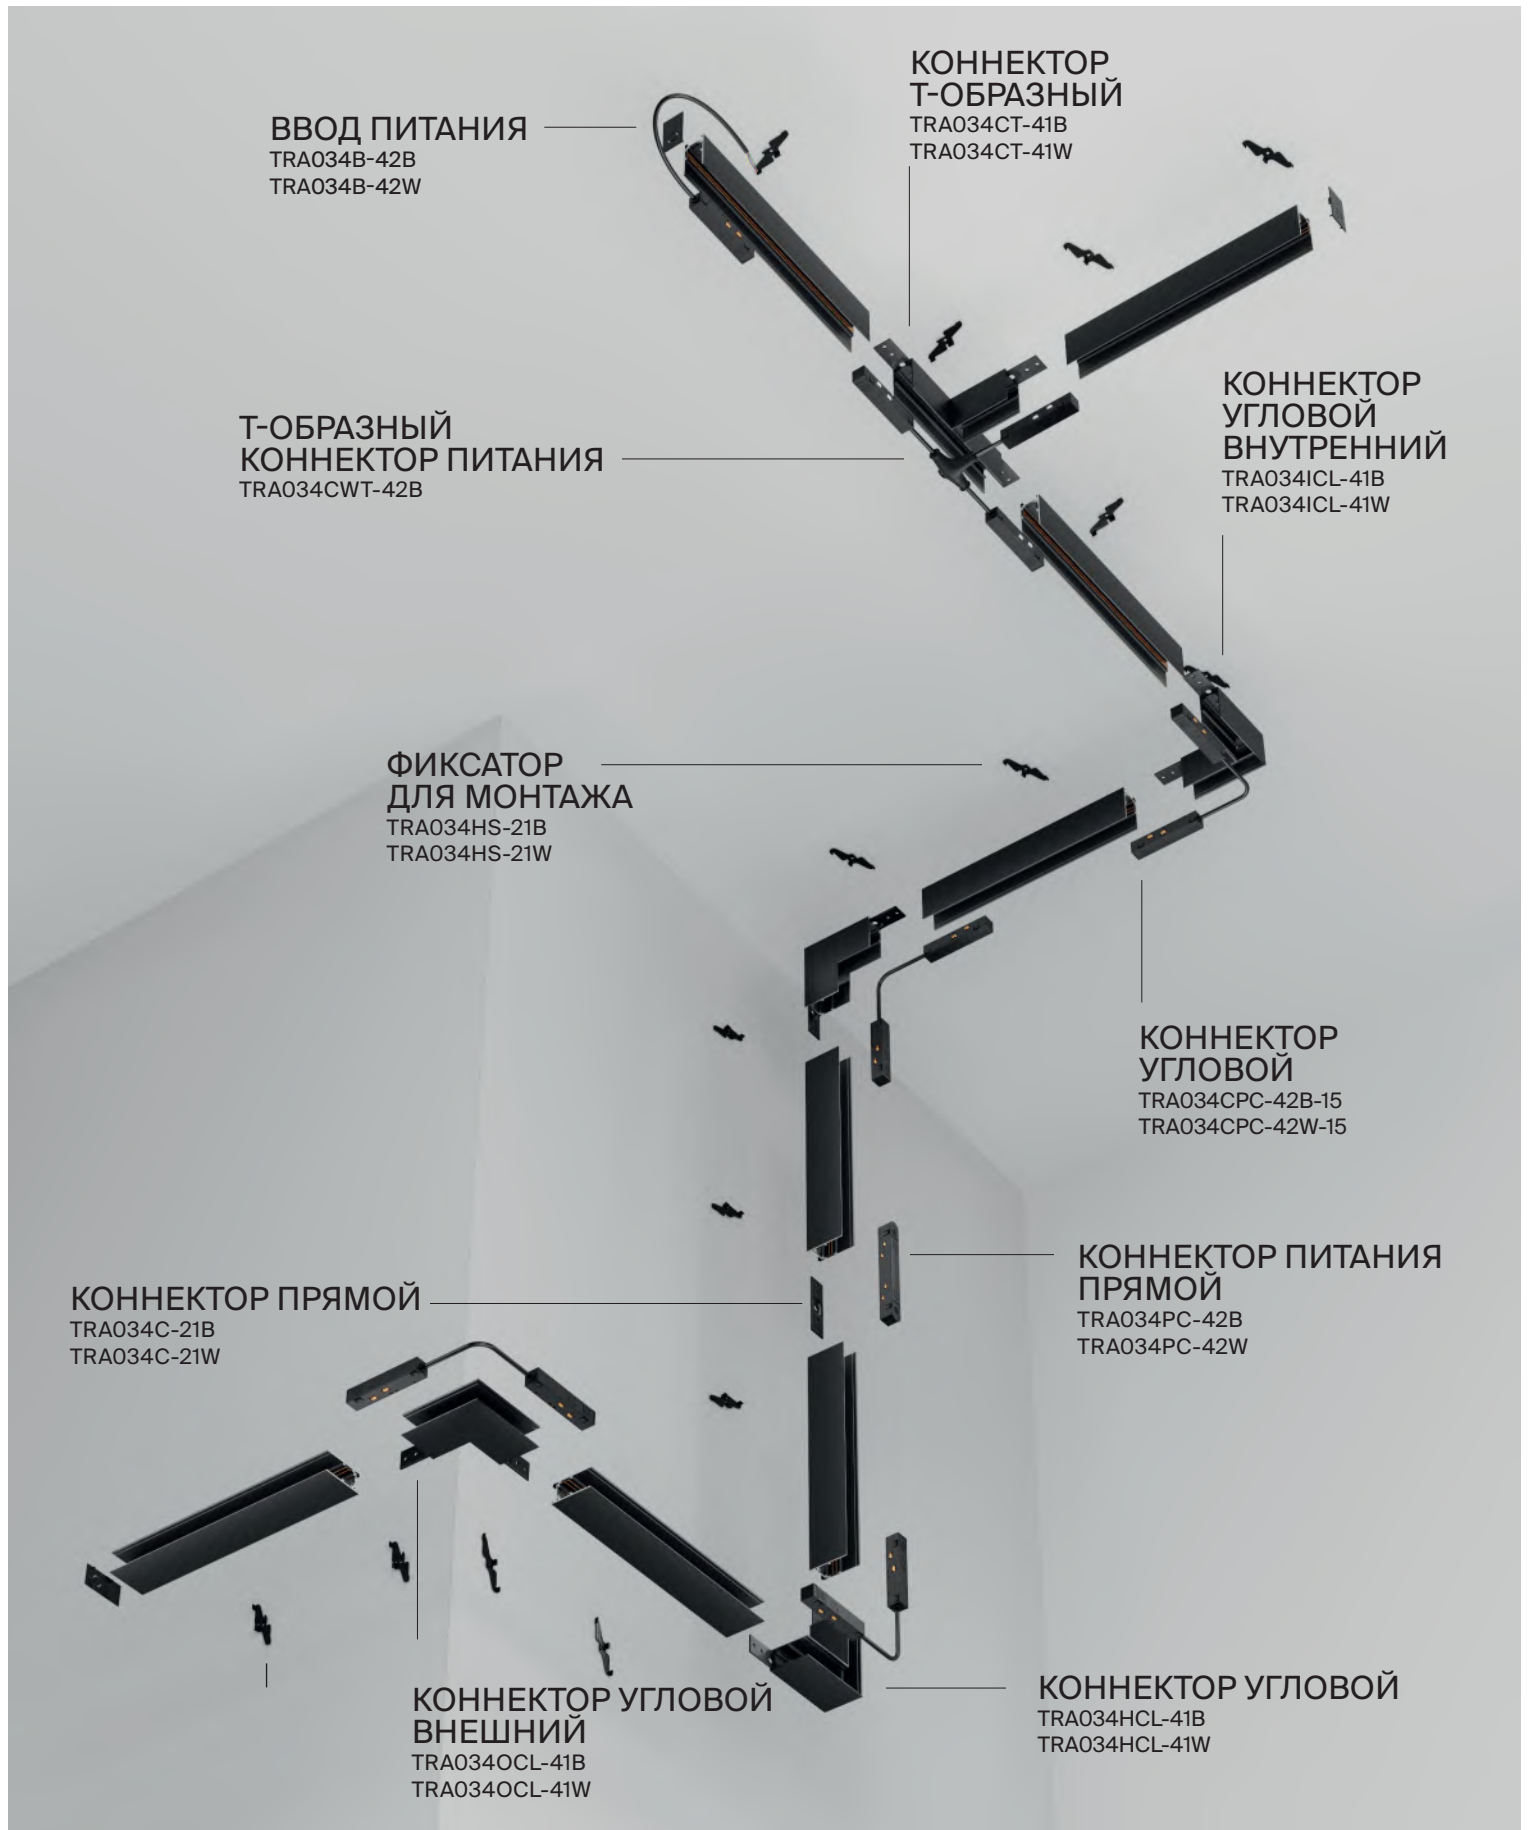 КОННЕКТОР
Т-ОБРАЗНЫЙ
TRA034CT-41B
TRA034CT-41W
ВВОД ПИТАНИЯ
TRA034B-42B
TRA034B-42W
КОННЕКТОР
УГЛОВОЙ
ВНУТРЕННИЙ
TRA034ICL-41B
TRA034ICL-41W
Т-ОБРАЗНЫЙ
КОННЕКТОР ПИТАНИЯ
TRA034CWT-42B
ФИКСАТОР
ДЛЯ МОНТАЖА
TRA034HS-21B
TRA034HS-21W
КОННЕКТОР
УГЛОВОЙ
TRA034CPC-42B-15
TRA034CPC-42W-15
КОННЕКТОР ПИТАНИЯ
ПРЯМОЙ
TRA034PC-42B
TRA034PC-42W
КОННЕКТОР ПРЯМОЙ
TRA034C-21B
TRA034C-21W
КОННЕКТОР УГЛОВОЙ
ВНЕШНИЙ
TRA034OCL-41B
TRA034OCL-41W
КОННЕКТОР УГЛОВОЙ
TRA034HCL-41B
TRA034HCL-41W